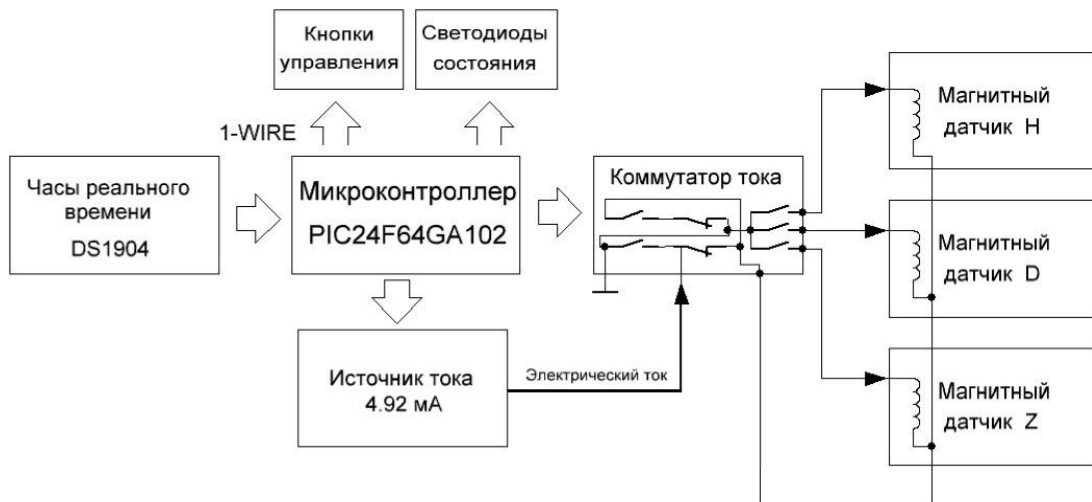 Кнопки
управления
Светодиоды
состояния
1-WIRE
Часы реального
времени
DS1904
Микроконтроллер
PIC24F64GA102
Коммутатор тока
Магнитный
датчик H
Магнитный
датчик D
Магнитный
датчик Z
Источник тока
4.92 мА
Электрический ток